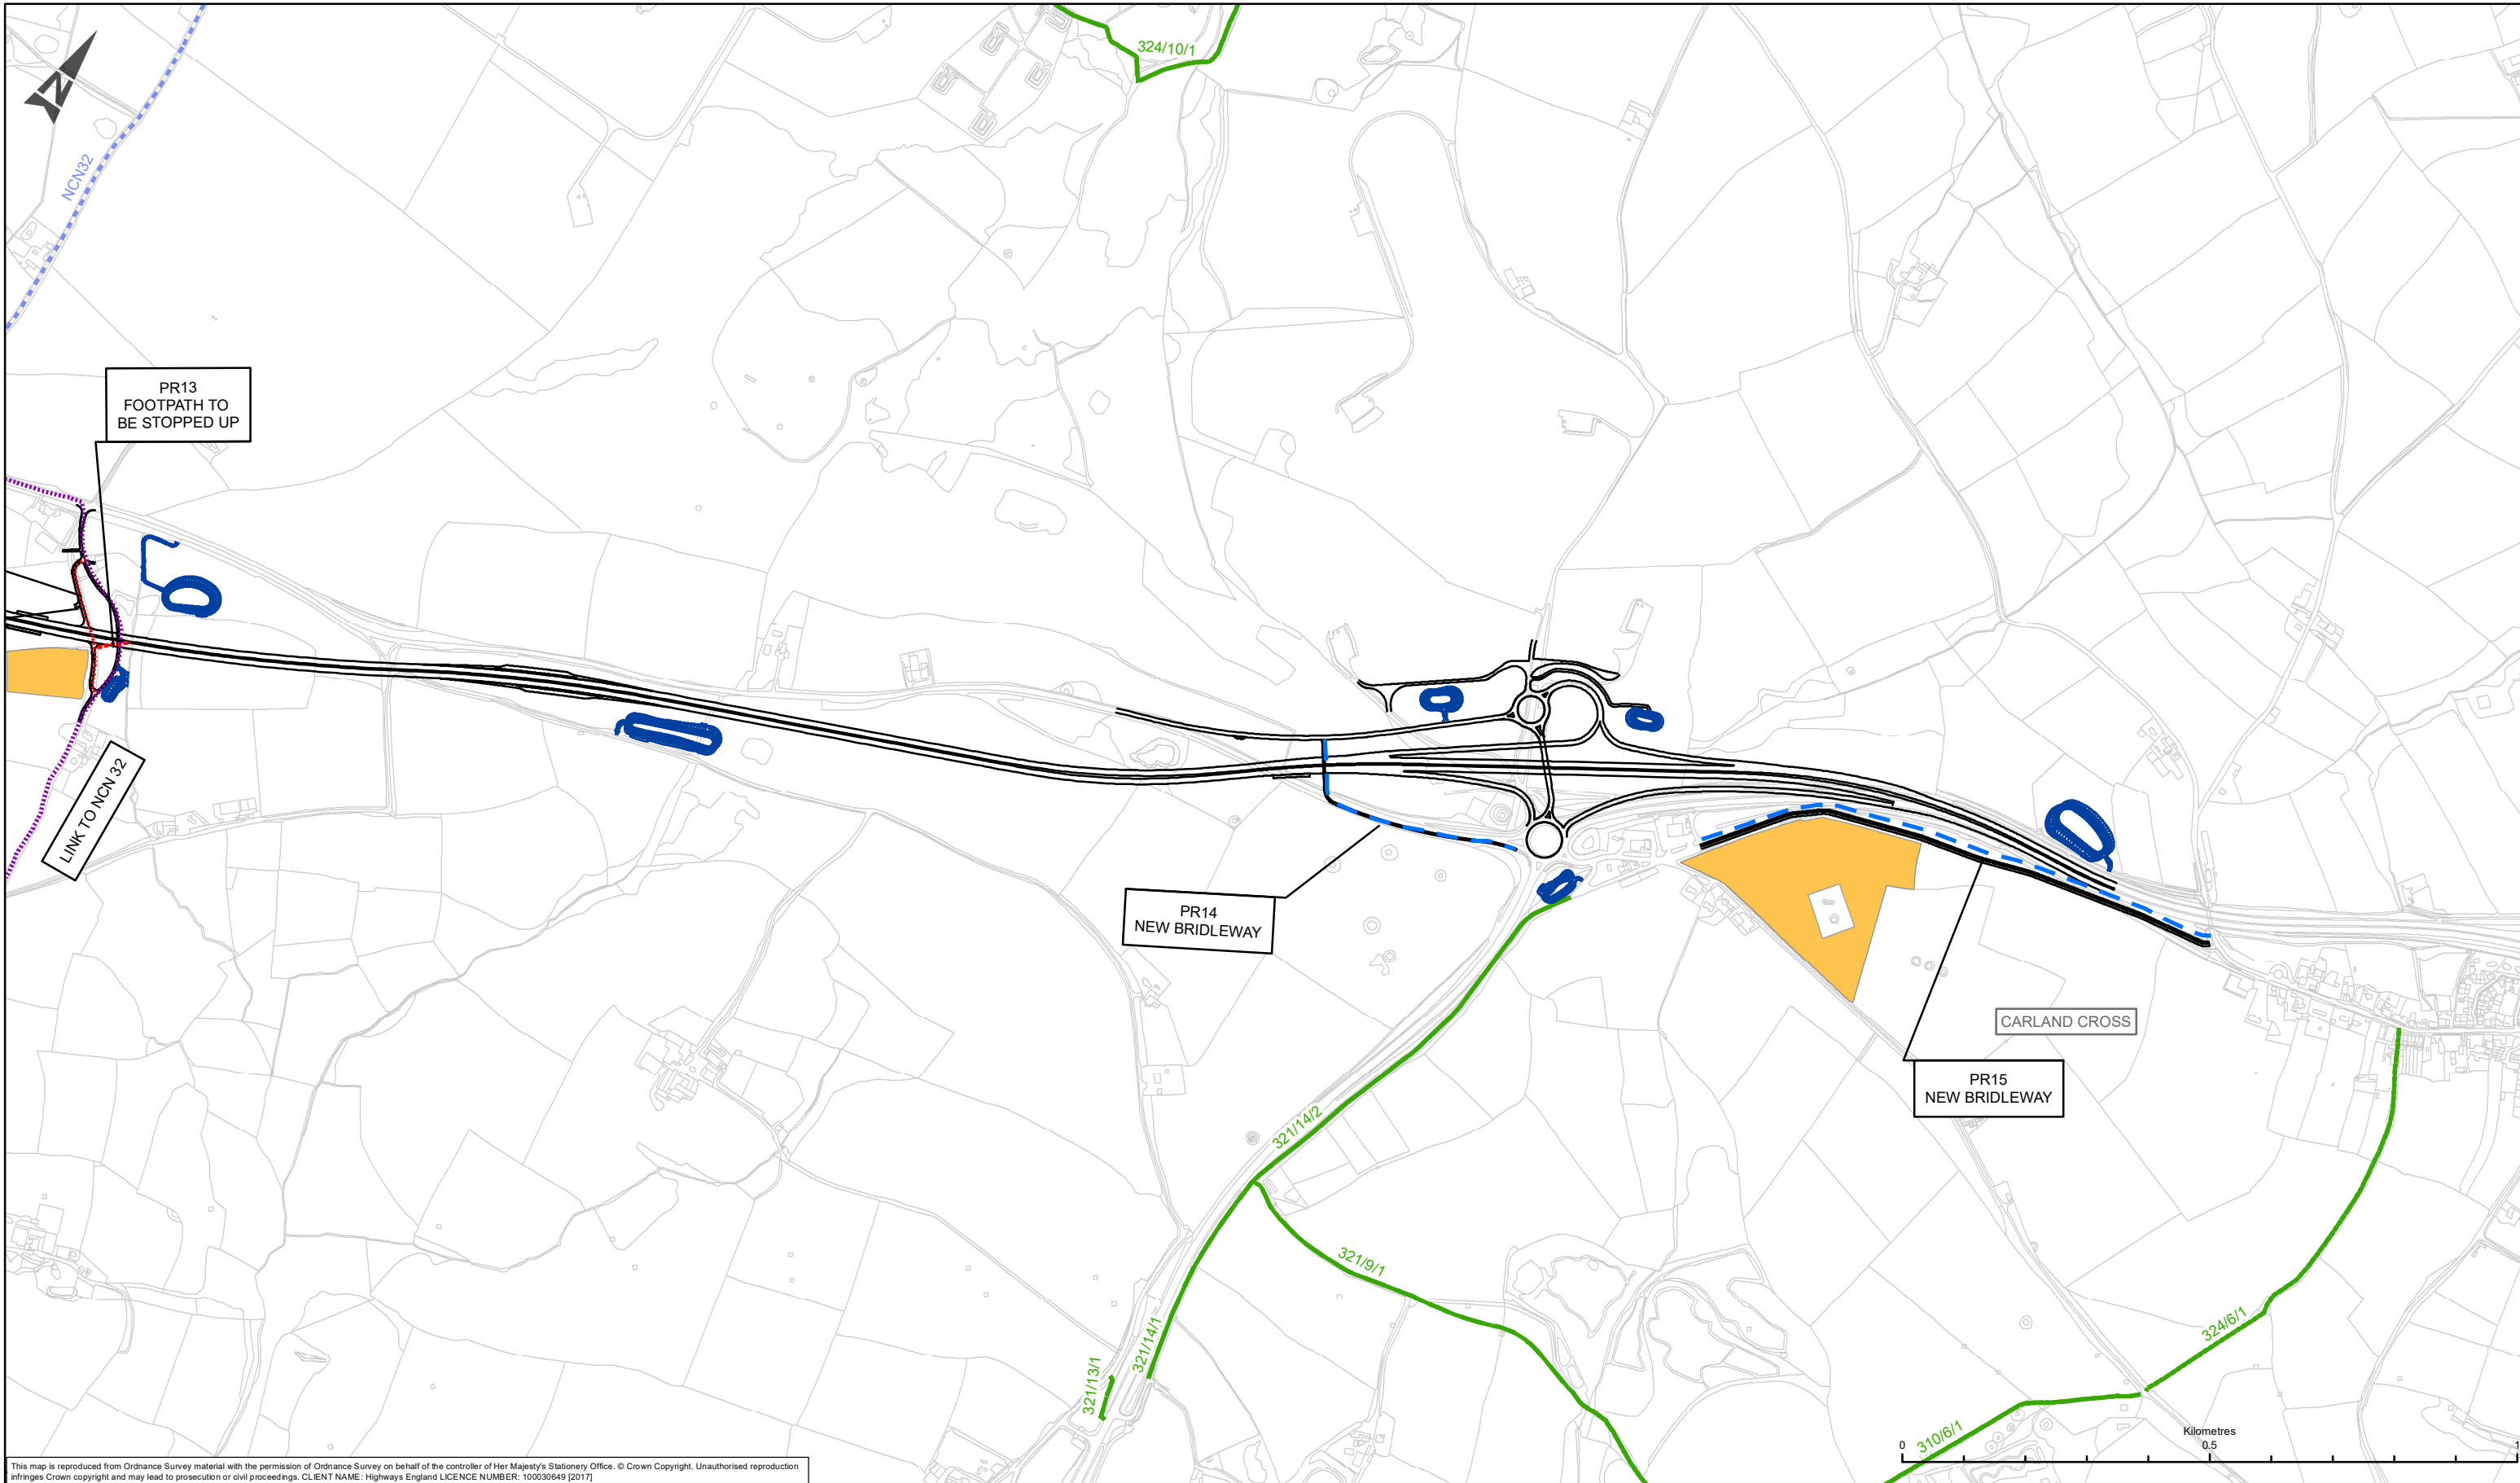 324/10/1
N
NCN32
PR13
FOOTPATH TO
BE STOPPED UP
LINK TO NCN 32
PR14
NEW BRIDLEWAY
CARLAND CROSS
PR15
NEW BRIDLEWAY
321/14/2
321/9/1
321/14/1
321/13/1
324/6/1
310/6/1
Kilometres
0 0.5 1
This map is reproduced from Ordnance Survey material with the permission of Ordnance Survey on behalf of the controller of Her Majesty's Stationery Office. © Crown Copyright. Unauthorised reproduction
infringes Crown copyright and may lead to prosecution or civil proceedings. CLIENT NAME: Highways England LICENCE NUMBER: 100030649 [2017]